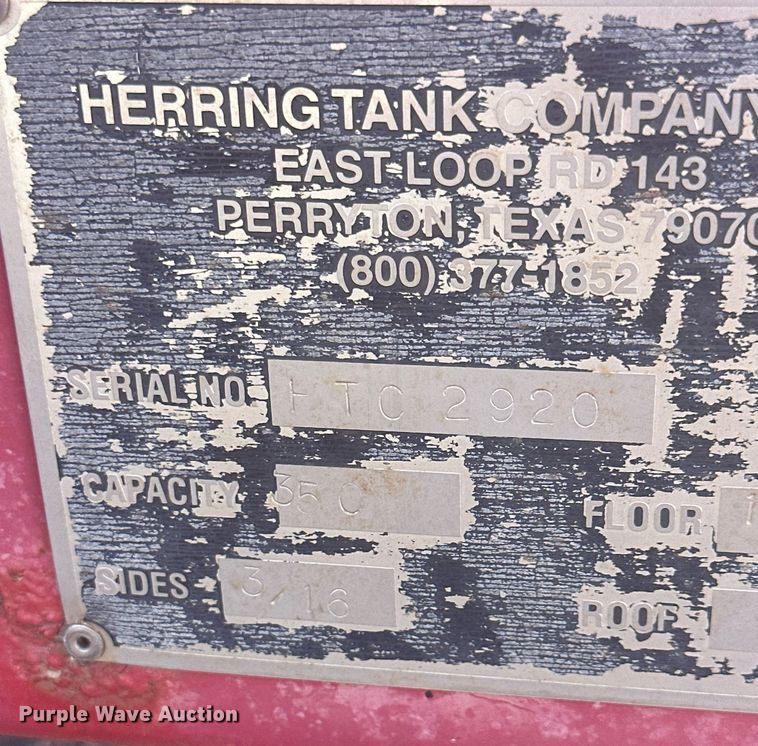 HERRING TANK COMPANY
EAST LOOP RD 143
PERRYTON, TEXAS 79070
(800) 377-1852
SERIAL NO. HTC 2920
CAPACITY 350 FLOOR
SIDES 3/16 ROOF
Purple Wave Auction